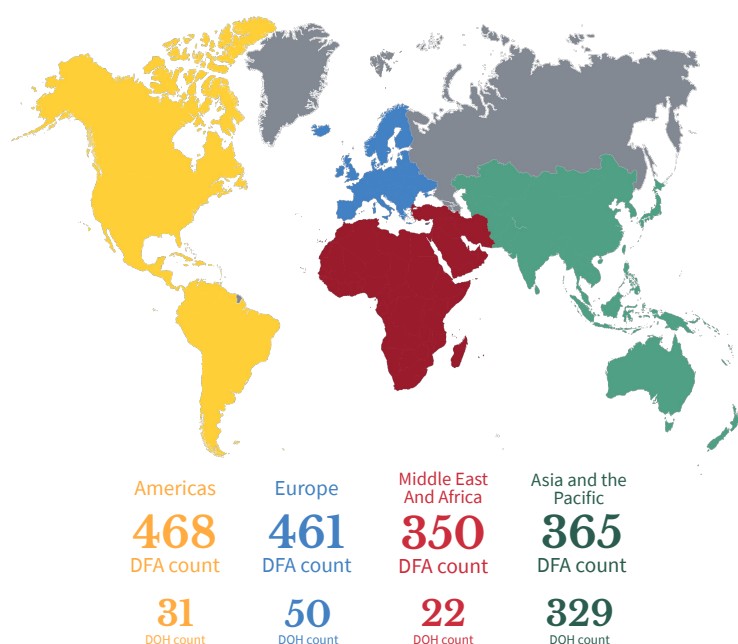 Americas
468
DFA count
31
DOH count
Europe
461
DFA count
50
DOH count
Middle East
And Africa
350
DFA count
22
DOH count
Asia and the
Pacific
365
DFA count
329
DOH count